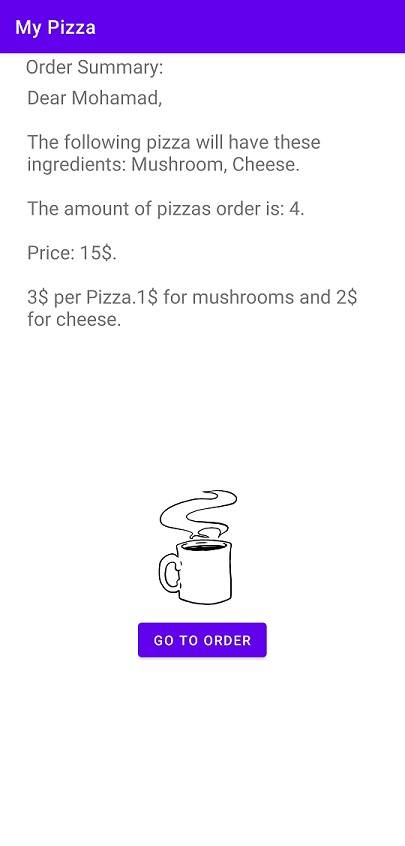 My Pizza
Order Summary:
Dear Mohamad,
The following pizza will have these
ingredients: Mushroom, Cheese.
The amount of pizzas order is: 4.
Price: 15$.
3$ per Pizza.1$ for mushrooms and 2$
for cheese.
GO TO ORDER